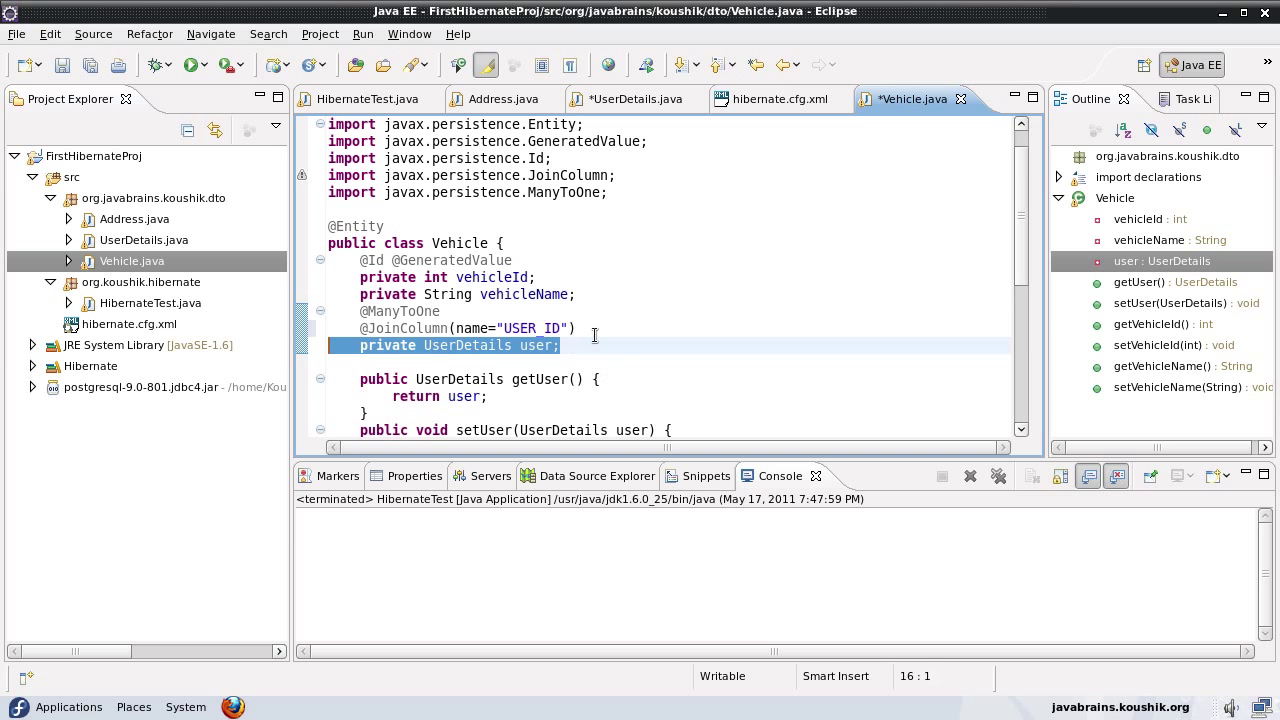 Java EE - FirstHibernateProj/src/org/javabrains/koushik/dto/Vehicle.java - Eclipse
File Edit Source Refactor Navigate Search Project Run Window Help
Java EE
Project Explorer
HibernateTest.java
Address.java
*UserDetails.java
hibernate.cfg.xml
*Vehicle.java
Outline
Task Li
FirstHibernateProj
src
org.javabrains.koushik.dto
Address.java
UserDetails.java
Vehicle.java
org.koushik.hibernate
HibernateTest.java
hibernate.cfg.xml
JRE System Library [JavaSE-1.6]
Hibernate
postgresql-9.0-801.jdbc4.jar - /home/Kou
import javax.persistence.Entity;
import javax.persistence.GeneratedValue;
import javax.persistence.Id;
import javax.persistence.JoinColumn;
import javax.persistence.ManyToOne;
@Entity
public class Vehicle {
@Id @GeneratedValue
private int vehicleId;
private String vehicleName;
@ManyToOne
@JoinColumn(name="USER_ID")
private UserDetails user;
public UserDetails getUser() {
return user;
}
public void setUser(UserDetails user) {
org.javabrains.koushik.dto
import declarations
Vehicle
vehicleId : int
vehicleName : String
user : UserDetails
getUser() : UserDetails
setUser(UserDetails) : void
getVehicleId() : int
setVehicleId(int) : void
getVehicleName() : String
setVehicleName(String) : voic
Markers
Properties
Servers
Data Source Explorer
Snippets
Console
<terminated> HibernateTest [Java Application] /usr/java/jdk1.6.0_25/bin/java (May 17, 2011 7:47:59 PM)
Writable
Smart Insert
16 : 1
Applications Places System
javabrains.koushik.org